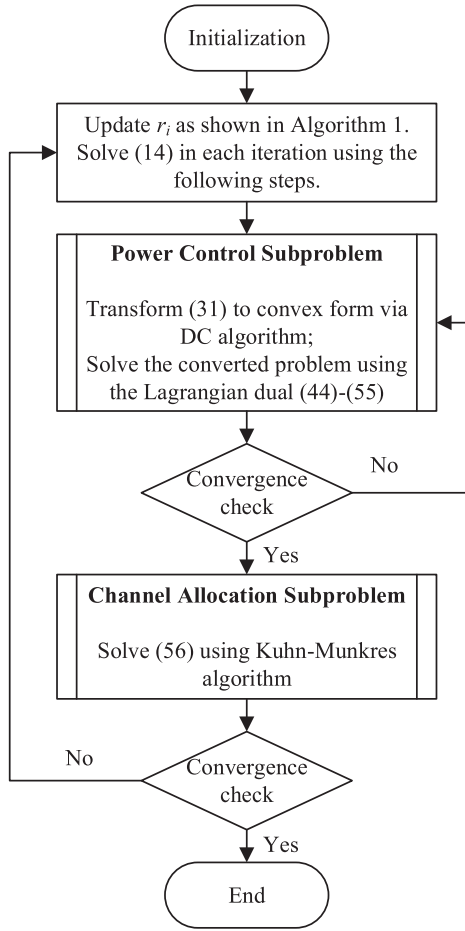 Initialization
Update rᵢ as shown in Algorithm 1.
Solve (14) in each iteration using the
following steps.
Power Control Subproblem
Transform (31) to convex form via
DC algorithm;
Solve the converted problem using
the Lagrangian dual (44)-(55)
Convergence
check
No
Yes
Channel Allocation Subproblem
Solve (56) using Kuhn-Munkres
algorithm
No
Convergence
check
Yes
End